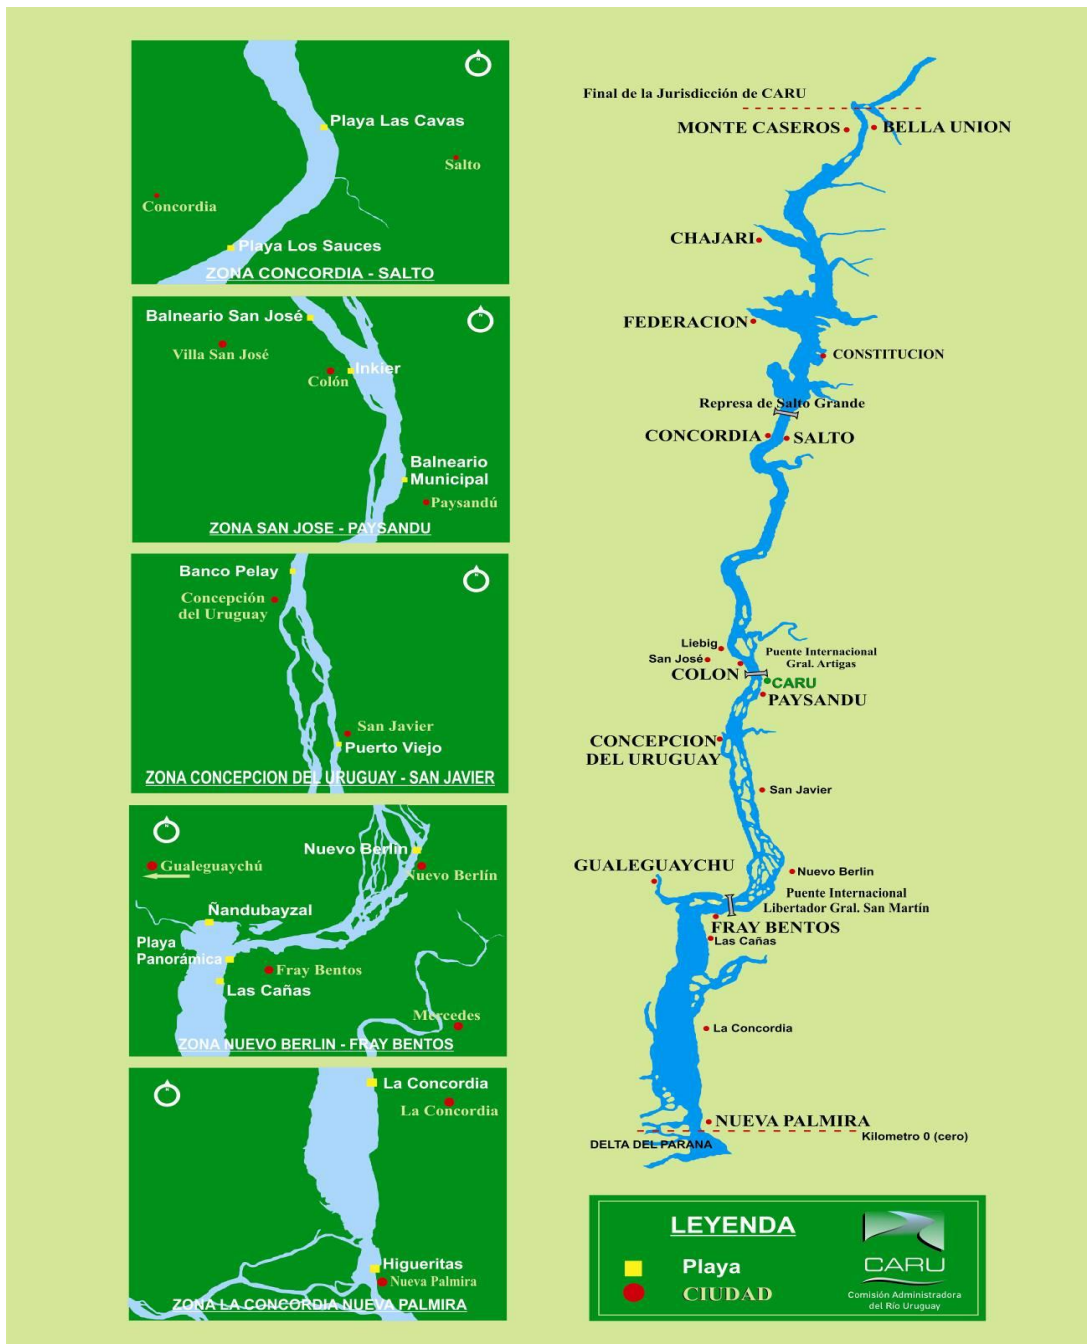 Playa Las Cavas
Salto
Concordia
Playa Los Sauces
ZONA CONCORDIA - SALTO
Balneario San José
Villa San José
Inkier
Colón
Balneario
Municipal
Paysandú
ZONA SAN JOSE - PAYSANDU
Banco Pelay
Concepción
del Uruguay
San Javier
Puerto Viejo
ZONA CONCEPCION DEL URUGUAY - SAN JAVIER
Nuevo Berlín
Nuevo Berlín
Gualeguaychú
Ñandubayzal
Playa
Panorámica
Fray Bentos
Las Cañas
Mercedes
ZONA NUEVO BERLIN - FRAY BENTOS
La Concordia
La Concordia
Higueritas
Nueva Palmira
ZONA LA CONCORDIA NUEVA PALMIRA
Final de la Jurisdicción de CARU
MONTE CASEROS
BELLA UNION
CHAJARI
FEDERACION
CONSTITUCION
Represa de Salto Grande
CONCORDIA
SALTO
Liebig
San José
COLON
Puente Internacional
Gral. Artigas
CARU
PAYSANDU
CONCEPCION
DEL URUGUAY
San Javier
GUALEGUAYCHU
Nuevo Berlin
Puente Internacional
Libertador Gral. San Martín
FRAY BENTOS
Las Cañas
La Concordia
NUEVA PALMIRA
Kilometro 0 (cero)
DELTA DEL PARANA
LEYENDA
Playa
CIUDAD
CARU
Comisión Administradora
del Río Uruguay